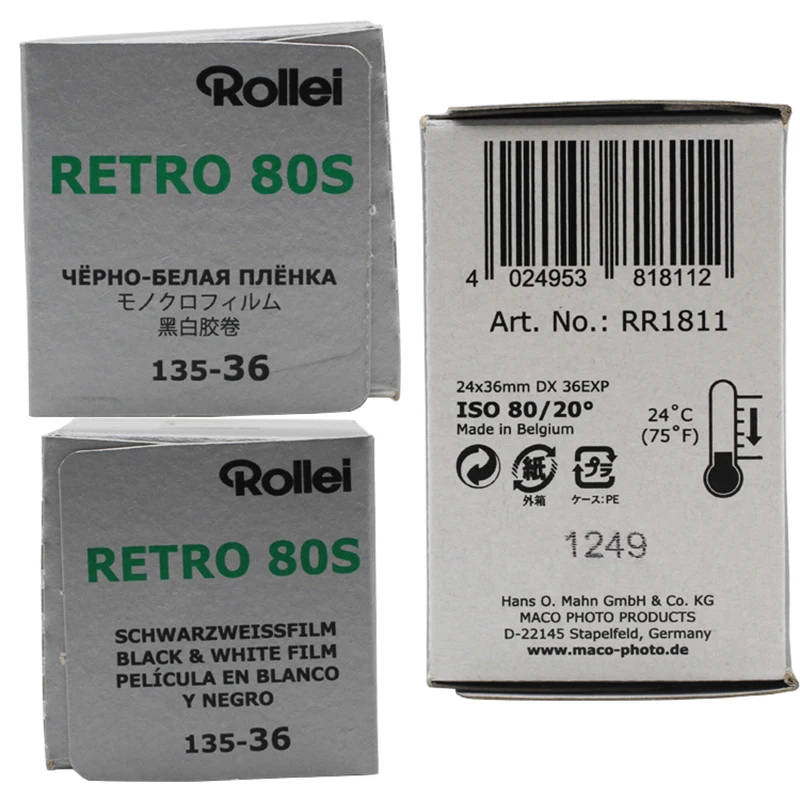 Rollei
RETRO 80S
ЧЁРНО-БЕЛАЯ ПЛЁНКА
モノクロフィルム
黑白胶卷
135-36
Rollei
RETRO 80S
SCHWARZWEISSFILM
BLACK & WHITE FILM
PELÍCULA EN BLANCO
Y NEGRO
135-36
4 024953 818112
Art. No.: RR1811
24x36mm DX 36EXP
ISO 80/20°
Made in Belgium
24°C
(75°F)
紙
プラ
外箱
ケース:PE
1249
Hans O. Mahn GmbH & Co. KG
MACO PHOTO PRODUCTS
D-22145 Stapelfeld, Germany
www.maco-photo.de